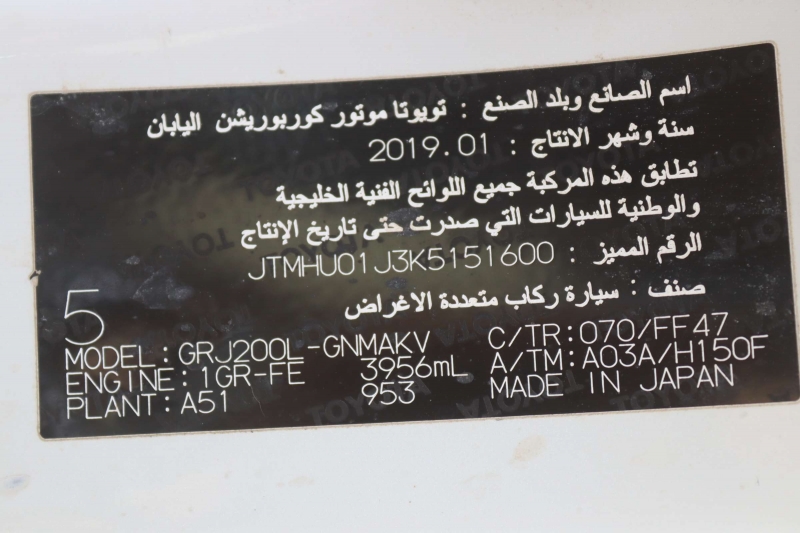 اسم الصانع وبلد الصنع : تويوتا موتور كوربوريشن اليابان
سنة وشهر الانتاج : 2019.01
تطابق هذه المركبة جميع اللوائح الفنية الخليجية
والوطنية للسيارات التي صدرت حتى تاريخ الإنتاج
الرقم المميز : JTMHU01J3K5151600
صنف : سيارة ركاب متعددة الاغراض
5
MODEL:GRJ200L-GNMAKV C/TR:070/FF47
ENGINE:1GR-FE 3956mL A/TM:A03A/H150F
PLANT:A51 953 MADE IN JAPAN